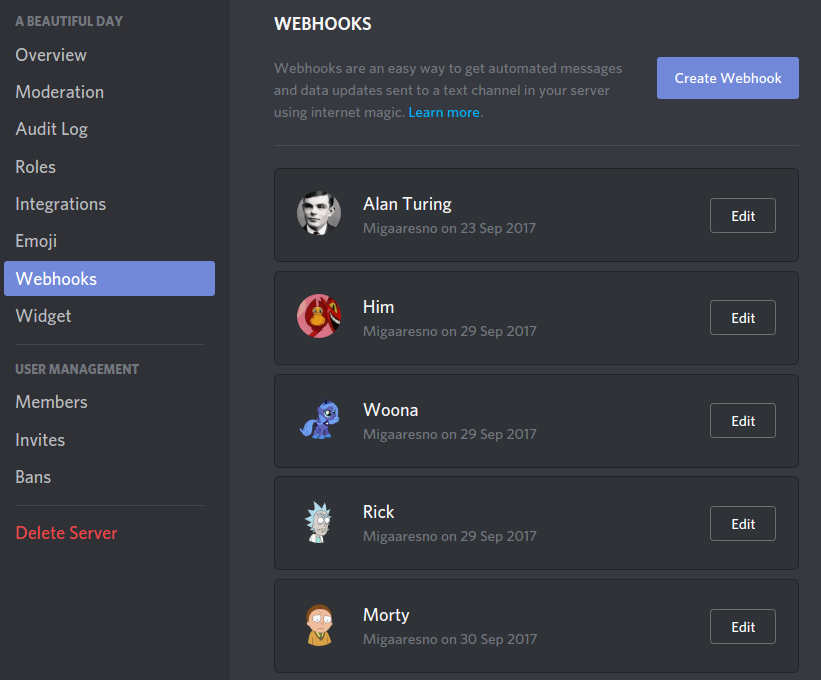 A BEAUTIFUL DAY
Overview
Moderation
Audit Log
Roles
Integrations
Emoji
Webhooks
Widget
USER MANAGEMENT
Members
Invites
Bans
Delete Server
WEBHOOKS
Webhooks are an easy way to get automated messages
and data updates sent to a text channel in your server
using internet magic. Learn more.
Create Webhook
Alan Turing
Migaaresno on 23 Sep 2017
Edit
Him
Migaaresno on 29 Sep 2017
Edit
Woona
Migaaresno on 29 Sep 2017
Edit
Rick
Migaaresno on 29 Sep 2017
Edit
Morty
Migaaresno on 30 Sep 2017
Edit